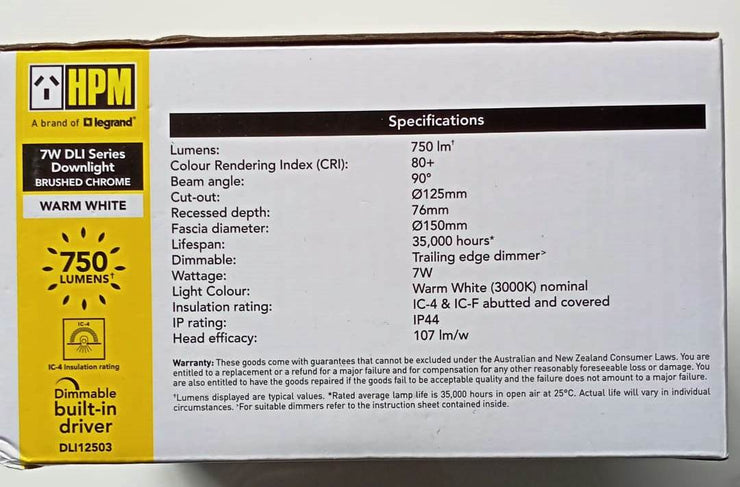 HPM
A brand of legrand®
7W DLI Series
Downlight
BRUSHED CHROME
WARM WHITE
750
LUMENS†
IC-4
IC-4 Insulation rating
Dimmable
built-in
driver
DLI12503
Specifications
Lumens: 750 lm†
Colour Rendering Index (CRI): 80+
Beam angle: 90°
Cut-out: Ø125mm
Recessed depth: 76mm
Fascia diameter: Ø150mm
Lifespan: 35,000 hours*
Dimmable: Trailing edge dimmer>
Wattage: 7W
Light Colour: Warm White (3000K) nominal
Insulation rating: IC-4 & IC-F abutted and covered
IP rating: IP44
Head efficacy: 107 lm/w
Warranty: These goods come with guarantees that cannot be excluded under the Australian and New Zealand Consumer Laws. You are
entitled to a replacement or a refund for a major failure and for compensation for any other reasonably foreseeable loss or damage. You
are also entitled to have the goods repaired if the goods fail to be acceptable quality and the failure does not amount to a major failure.
†Lumens displayed are typical values. *Rated average lamp life is 35,000 hours in open air at 25°C. Actual life will vary in individual
circumstances. >For suitable dimmers refer to the instruction sheet contained inside.